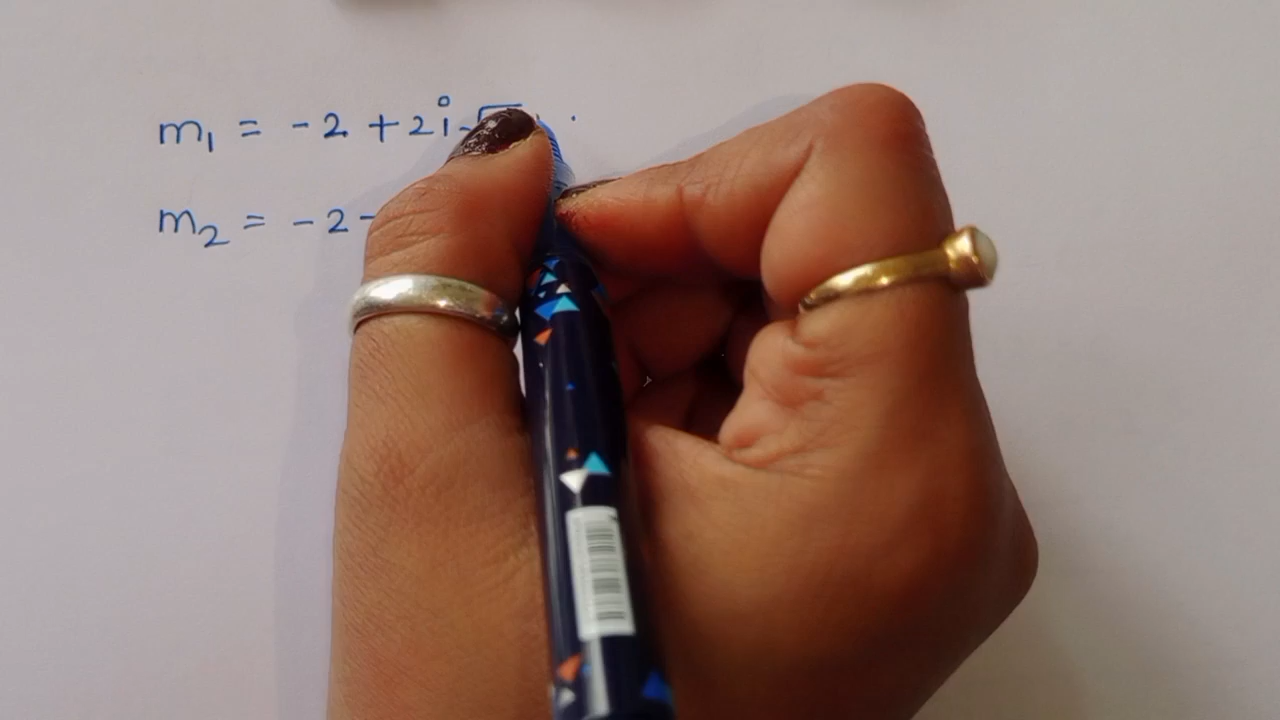 m₁ = -2 + 2i√
m₂ = -2 -